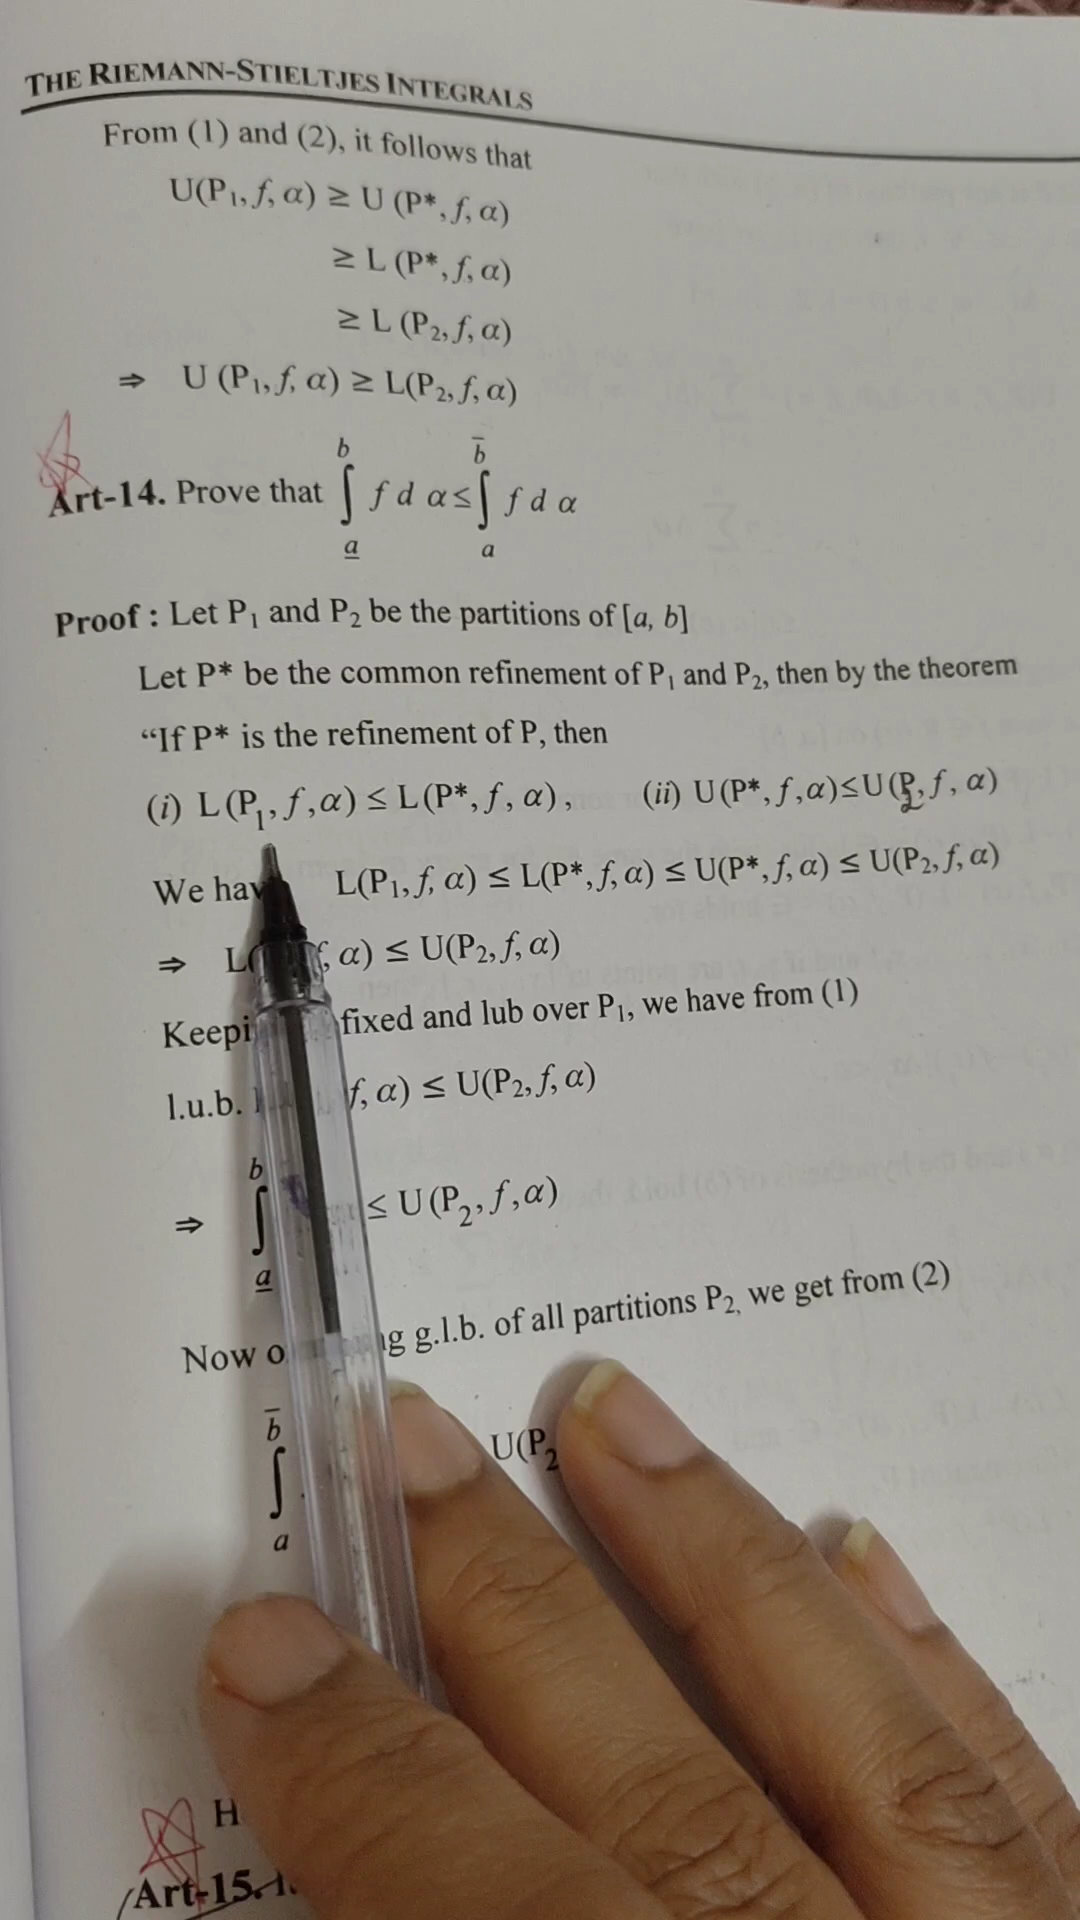 THE RIEMANN-STIELTJES INTEGRALS
From (1) and (2), it follows that
U(P₁, f, α) ≥ U (P*, f, α)
≥ L (P*, f, α)
≥ L (P₂, f, α)
⇒ U (P₁, f, α) ≥ L(P₂, f, α)
b b̅
Art-14. Prove that ∫ f d α ≤ ∫ f d α
a̲ a
Proof : Let P₁ and P₂ be the partitions of [a, b]
Let P* be the common refinement of P₁ and P₂, then by the theorem
“If P* is the refinement of P, then
(i) L(P₁, f, α) ≤ L(P*, f, α), (ii) U(P*, f, α) ≤ U(P₂, f, α)
We L(P₁, f, α) ≤ L(P*, f, α) ≤ U(P*, f, α) ≤ U(P₂, f, α)
⇒ α) ≤ U(P₂, f, α)
fixed and lub over P₁, we have from (1)
l.u.b. f, α) ≤ U(P₂, f, α)
b
⇒ ∫ ≤ U(P₂, f, α)
a̲
Now g.l.b. of all partitions P₂, we get from (2)
b̅
∫ U(P₂
a
H
Art-15.